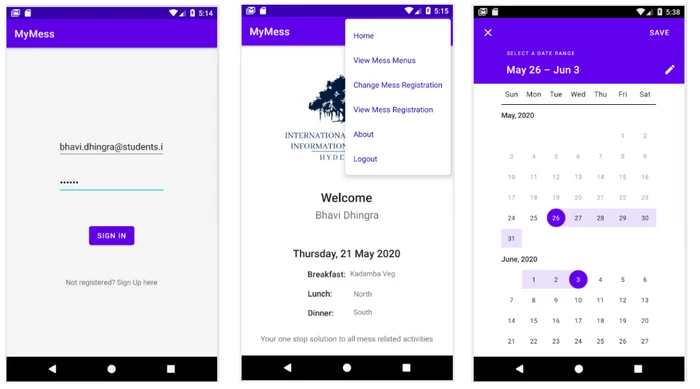 5:14
MyMess
bhavi.dhingra@students.i
••••••
SIGN IN
Not registered? Sign Up here
5:15
MyMess
Home
View Mess Menus
Change Mess Registration
View Mess Registration
About
Logout
INTERNATIONAL
INFORMATION
HYDE
Welcome
Bhavi Dhingra
Thursday, 21 May 2020
Breakfast: Kadamba Veg
Lunch: North
Dinner: South
Your one stop solution to all mess related activities
5:38
SAVE
SELECT A DATE RANGE
May 26 – Jun 3
Sun Mon Tue Wed Thu Fri Sat
May, 2020
1 2
3 4 5 6 7 8 9
10 11 12 13 14 15 16
17 18 19 20 21 22 23
24 25 26 27 28 29 30
31
June, 2020
1 2 3 4 5 6
7 8 9 10 11 12 13
14 15 16 17 18 19 20
21 22 23 24 25 26 27